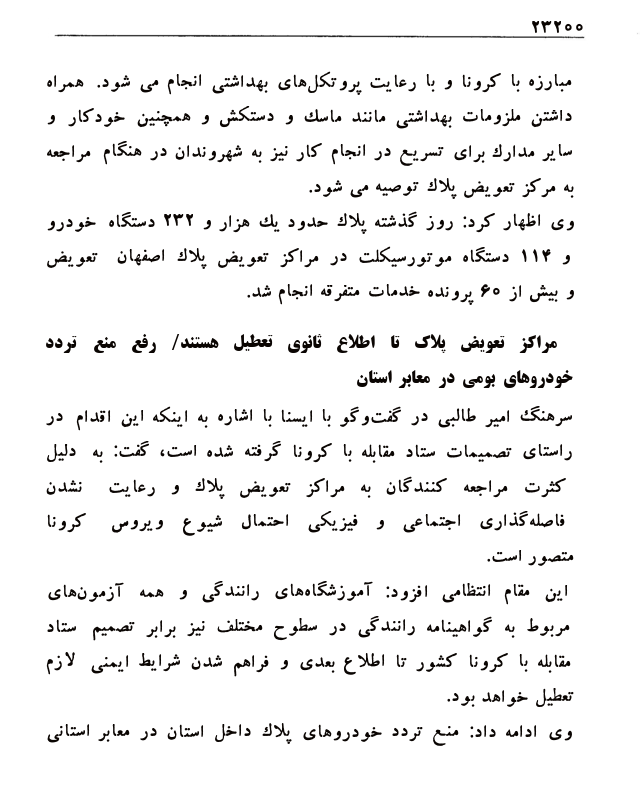 ۲۳۲۰۰
مبارزه با کرونا و با رعایت پروتکل‌های بهداشتی انجام می شود. همراه
داشتن ملزومات بهداشتی مانند ماسك و دستکش و همچنین خودکار و
سایر مدارك برای تسریع در انجام کار نیز به شهروندان در هنگام مراجعه
به مرکز تعویض پلاك توصیه می شود.
وی اظهار کرد: روز گذشته پلاك حدود یك هزار و ۲۳۲ دستگاه خودرو
و ۱۱۴ دستگاه موتورسیکلت در مراکز تعویض پلاك اصفهان تعویض
و بیش از ۶۰ پرونده خدمات متفرقه انجام شد.
مراکز تعویض پلاک تا اطلاع ثانوی تعطیل هستند/ رفع منع تردد
خودروهای بومی در معابر استان
سرهنگ امیر طالبی در گفت‌وگو با ایسنا با اشاره به اینکه این اقدام در
راستای تصمیمات ستاد مقابله با کرونا گرفته شده است، گفت: به دلیل
کثرت مراجعه کنندگان به مراکز تعویض پلاك و رعایت نشدن
فاصله‌گذاری اجتماعی و فیزیکی احتمال شیوع ویروس کرونا
متصور است.
این مقام انتظامی افزود: آموزشگاه‌های رانندگی و همه آزمون‌های
مربوط به گواهینامه رانندگی در سطوح مختلف نیز برابر تصمیم ستاد
مقابله با کرونا کشور تا اطلاع بعدی و فراهم شدن شرایط ایمنی لازم
تعطیل خواهد بود.
وی ادامه داد: منع تردد خودروهای پلاك داخل استان در معابر استانی